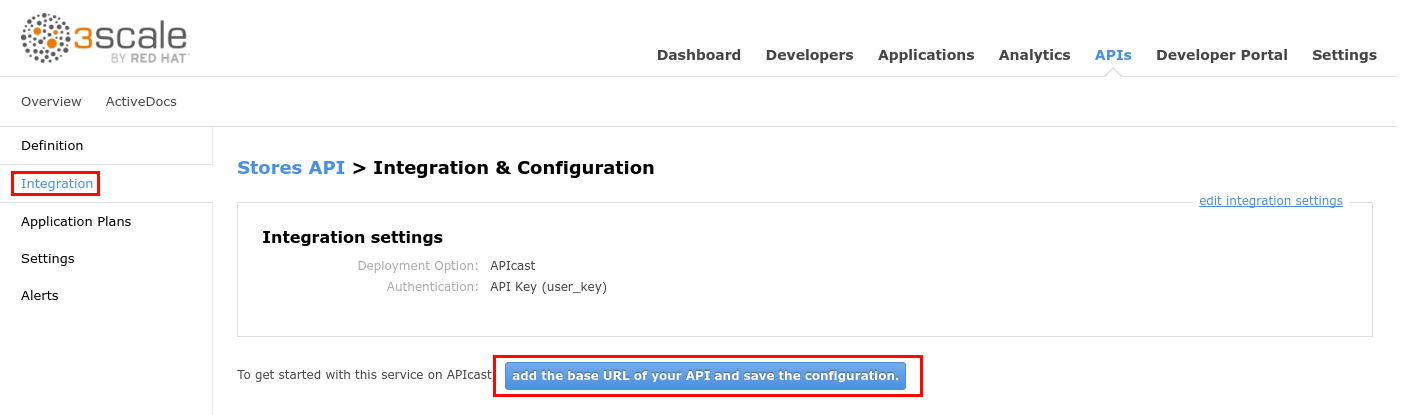 3scale
BY RED HAT
Dashboard Developers Applications Analytics APIs Developer Portal Settings
Overview ActiveDocs
Definition
Integration
Application Plans
Settings
Alerts
Stores API > Integration & Configuration
edit integration settings
Integration settings
Deployment Option: APIcast
Authentication: API Key (user_key)
To get started with this service on APIcast, add the base URL of your API and save the configuration.